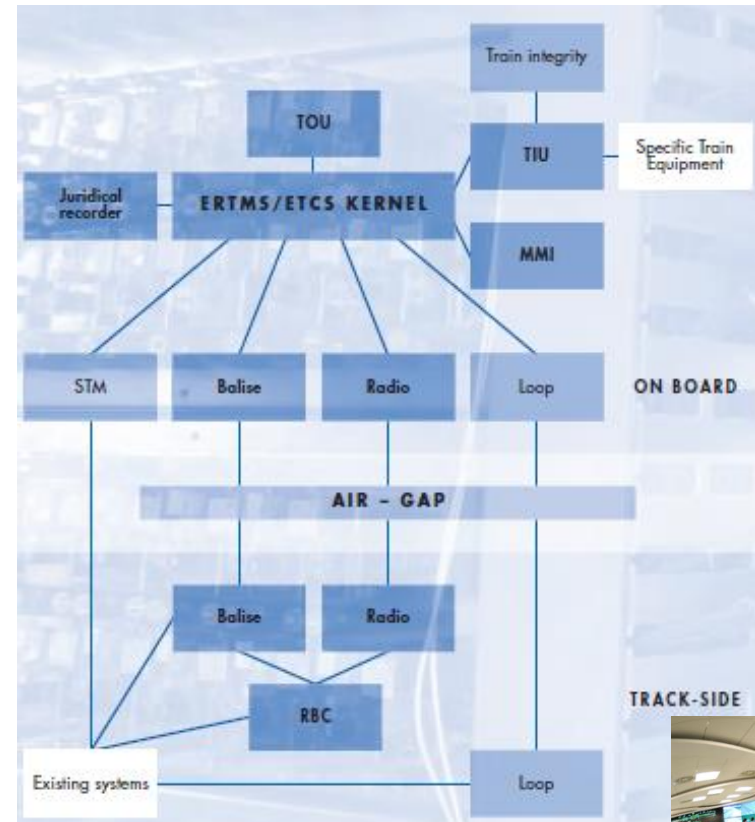 Train integrity
TOU
TIU
Specific Train
Equipment
Juridical
recorder
ERTMS/ETCS KERNEL
MMI
STM
Balise
Radio
Loop
ON BOARD
AIR – GAP
Balise
Radio
TRACK-SIDE
RBC
Existing systems
Loop